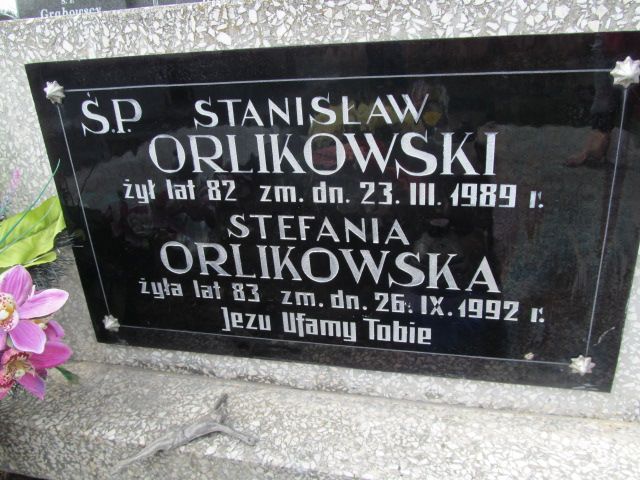 Grabowscy
Ś.P. STANISŁAW
ORLIKOWSKI
żył lat 82 zm. dn. 23. III. 1989 r.
STEFANIA
ORLIKOWSKA
żyła lat 83 zm. dn. 26. IX. 1992 r.
Jezu Ufamy Tobie